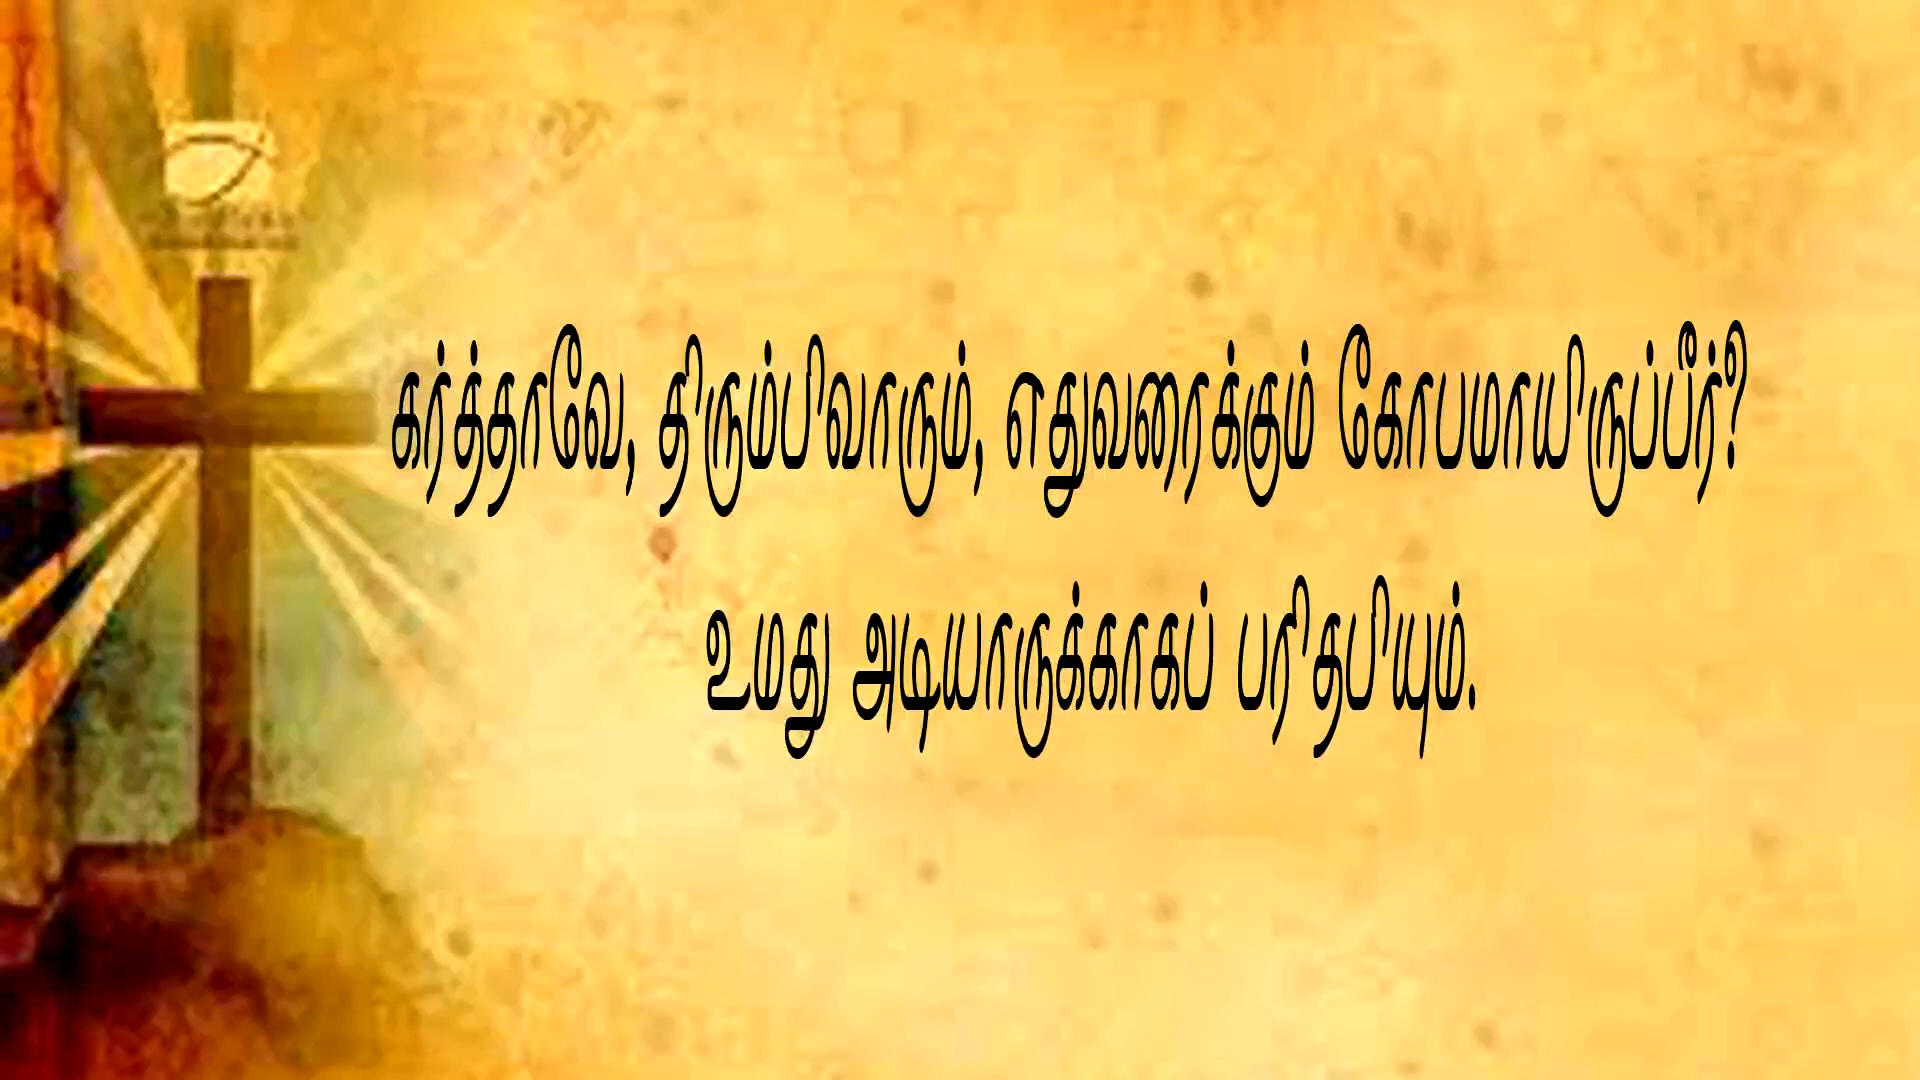 கர்த்தாவே, திரும்பிவாரும், எதுவரைக்கும் கோபமாயிருப்பீர்?
உமது அடியாருக்காகப் பரிதபியும்.